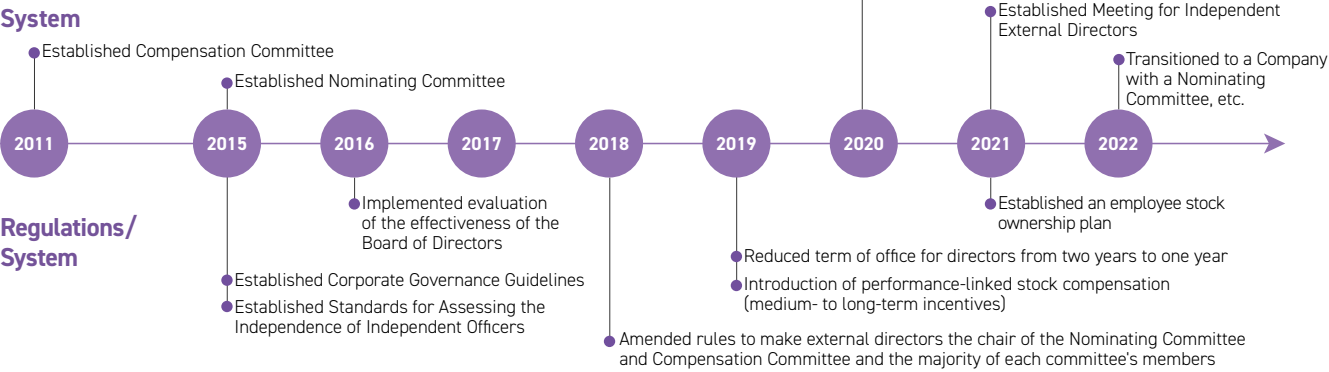 System
Established Compensation Committee
Established Nominating Committee
Established Meeting for Independent
External Directors
Transitioned to a Company
with a Nominating
Committee, etc.
2011
2015
2016
2017
2018
2019
2020
2021
2022
Regulations/
System
Implemented evaluation
of the effectiveness of the
Board of Directors
Established Corporate Governance Guidelines
Established Standards for Assessing the
Independence of Independent Officers
Established an employee stock
ownership plan
Reduced term of office for directors from two years to one year
Introduction of performance-linked stock compensation
(medium- to long-term incentives)
Amended rules to make external directors the chair of the Nominating Committee
and Compensation Committee and the majority of each committee's members